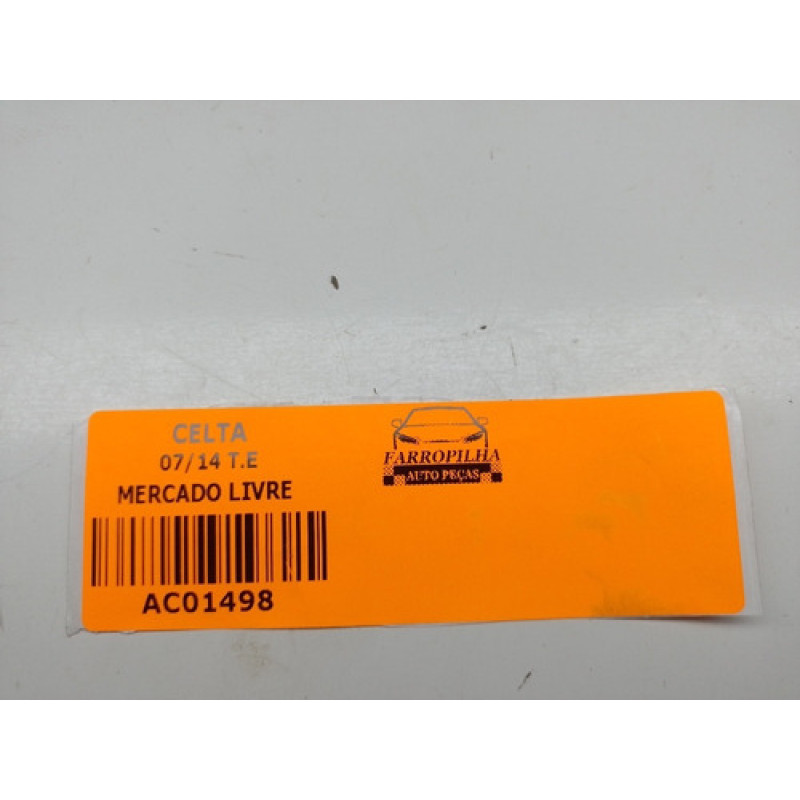 CELTA
07/14 T.E
MERCADO LIVRE
AC01498
FARROPILHA
AUTO PEÇAS